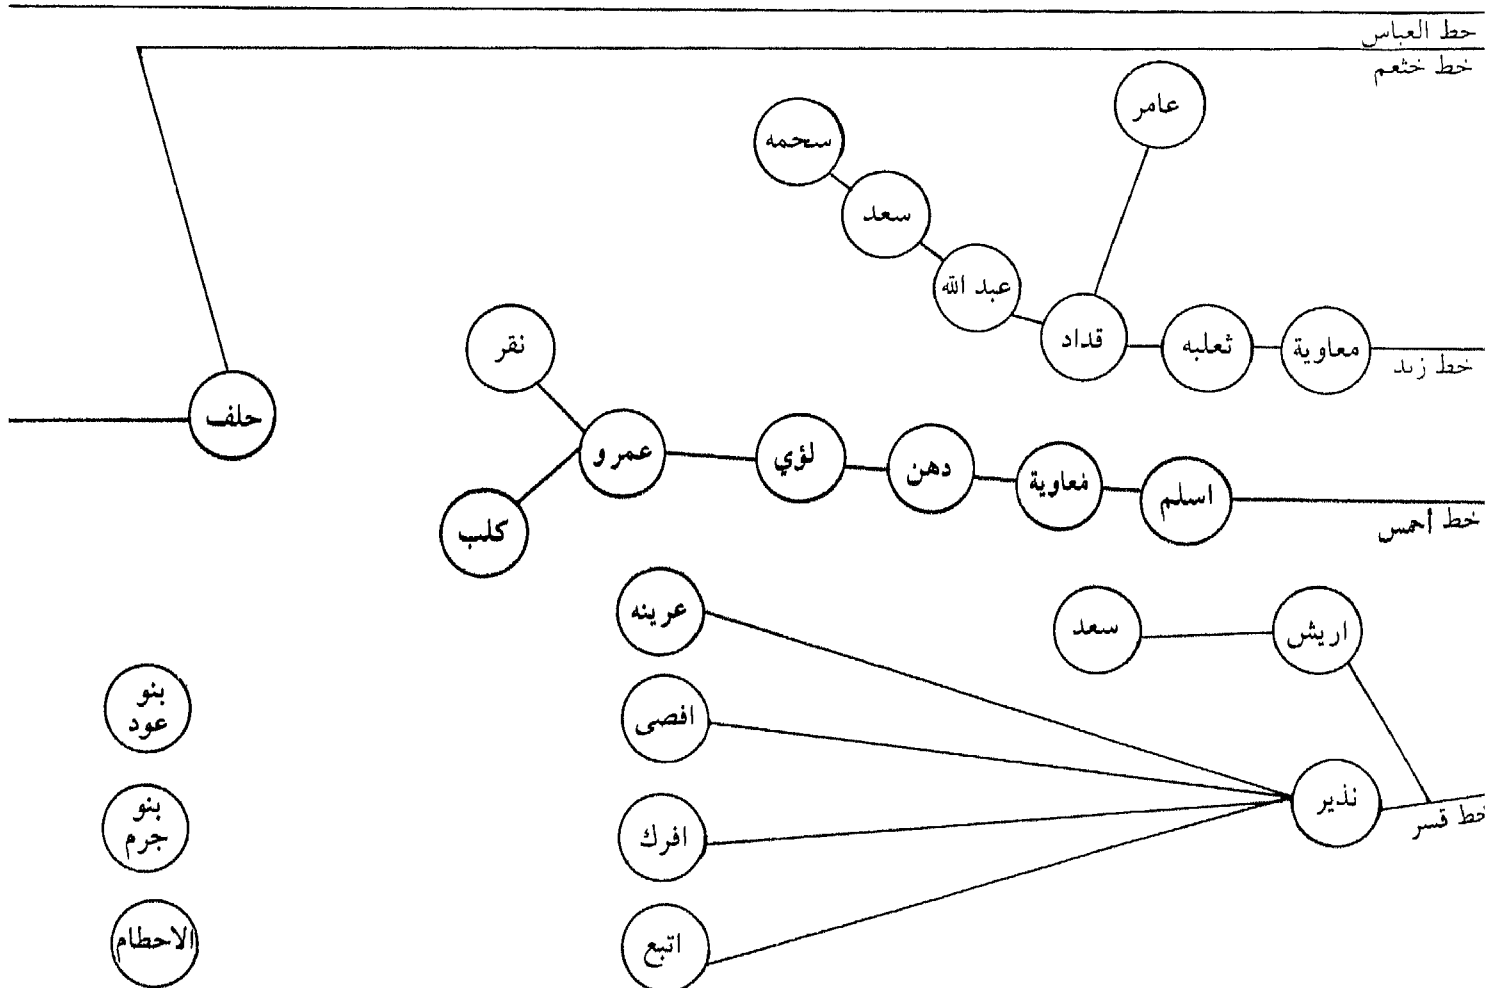 خط العباس
خط خثعم
عامر
سحمه
سعد
عبد الله
قداد
ثعلبه
معاوية
خط زيد
نقر
حلف
عمرو
لؤي
دهن
معاوية
اسلم
خط أحمس
كلب
عرينه
سعد
اريش
بنو
عود
افصى
نذير
خط قسر
بنو
جرم
افرك
الاحطام
اتبع